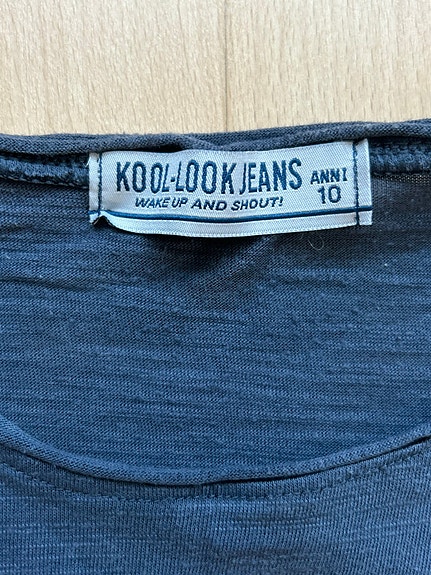 KOOL-LOOK JEANS ANNI
WAKE UP AND SHOUT! 10